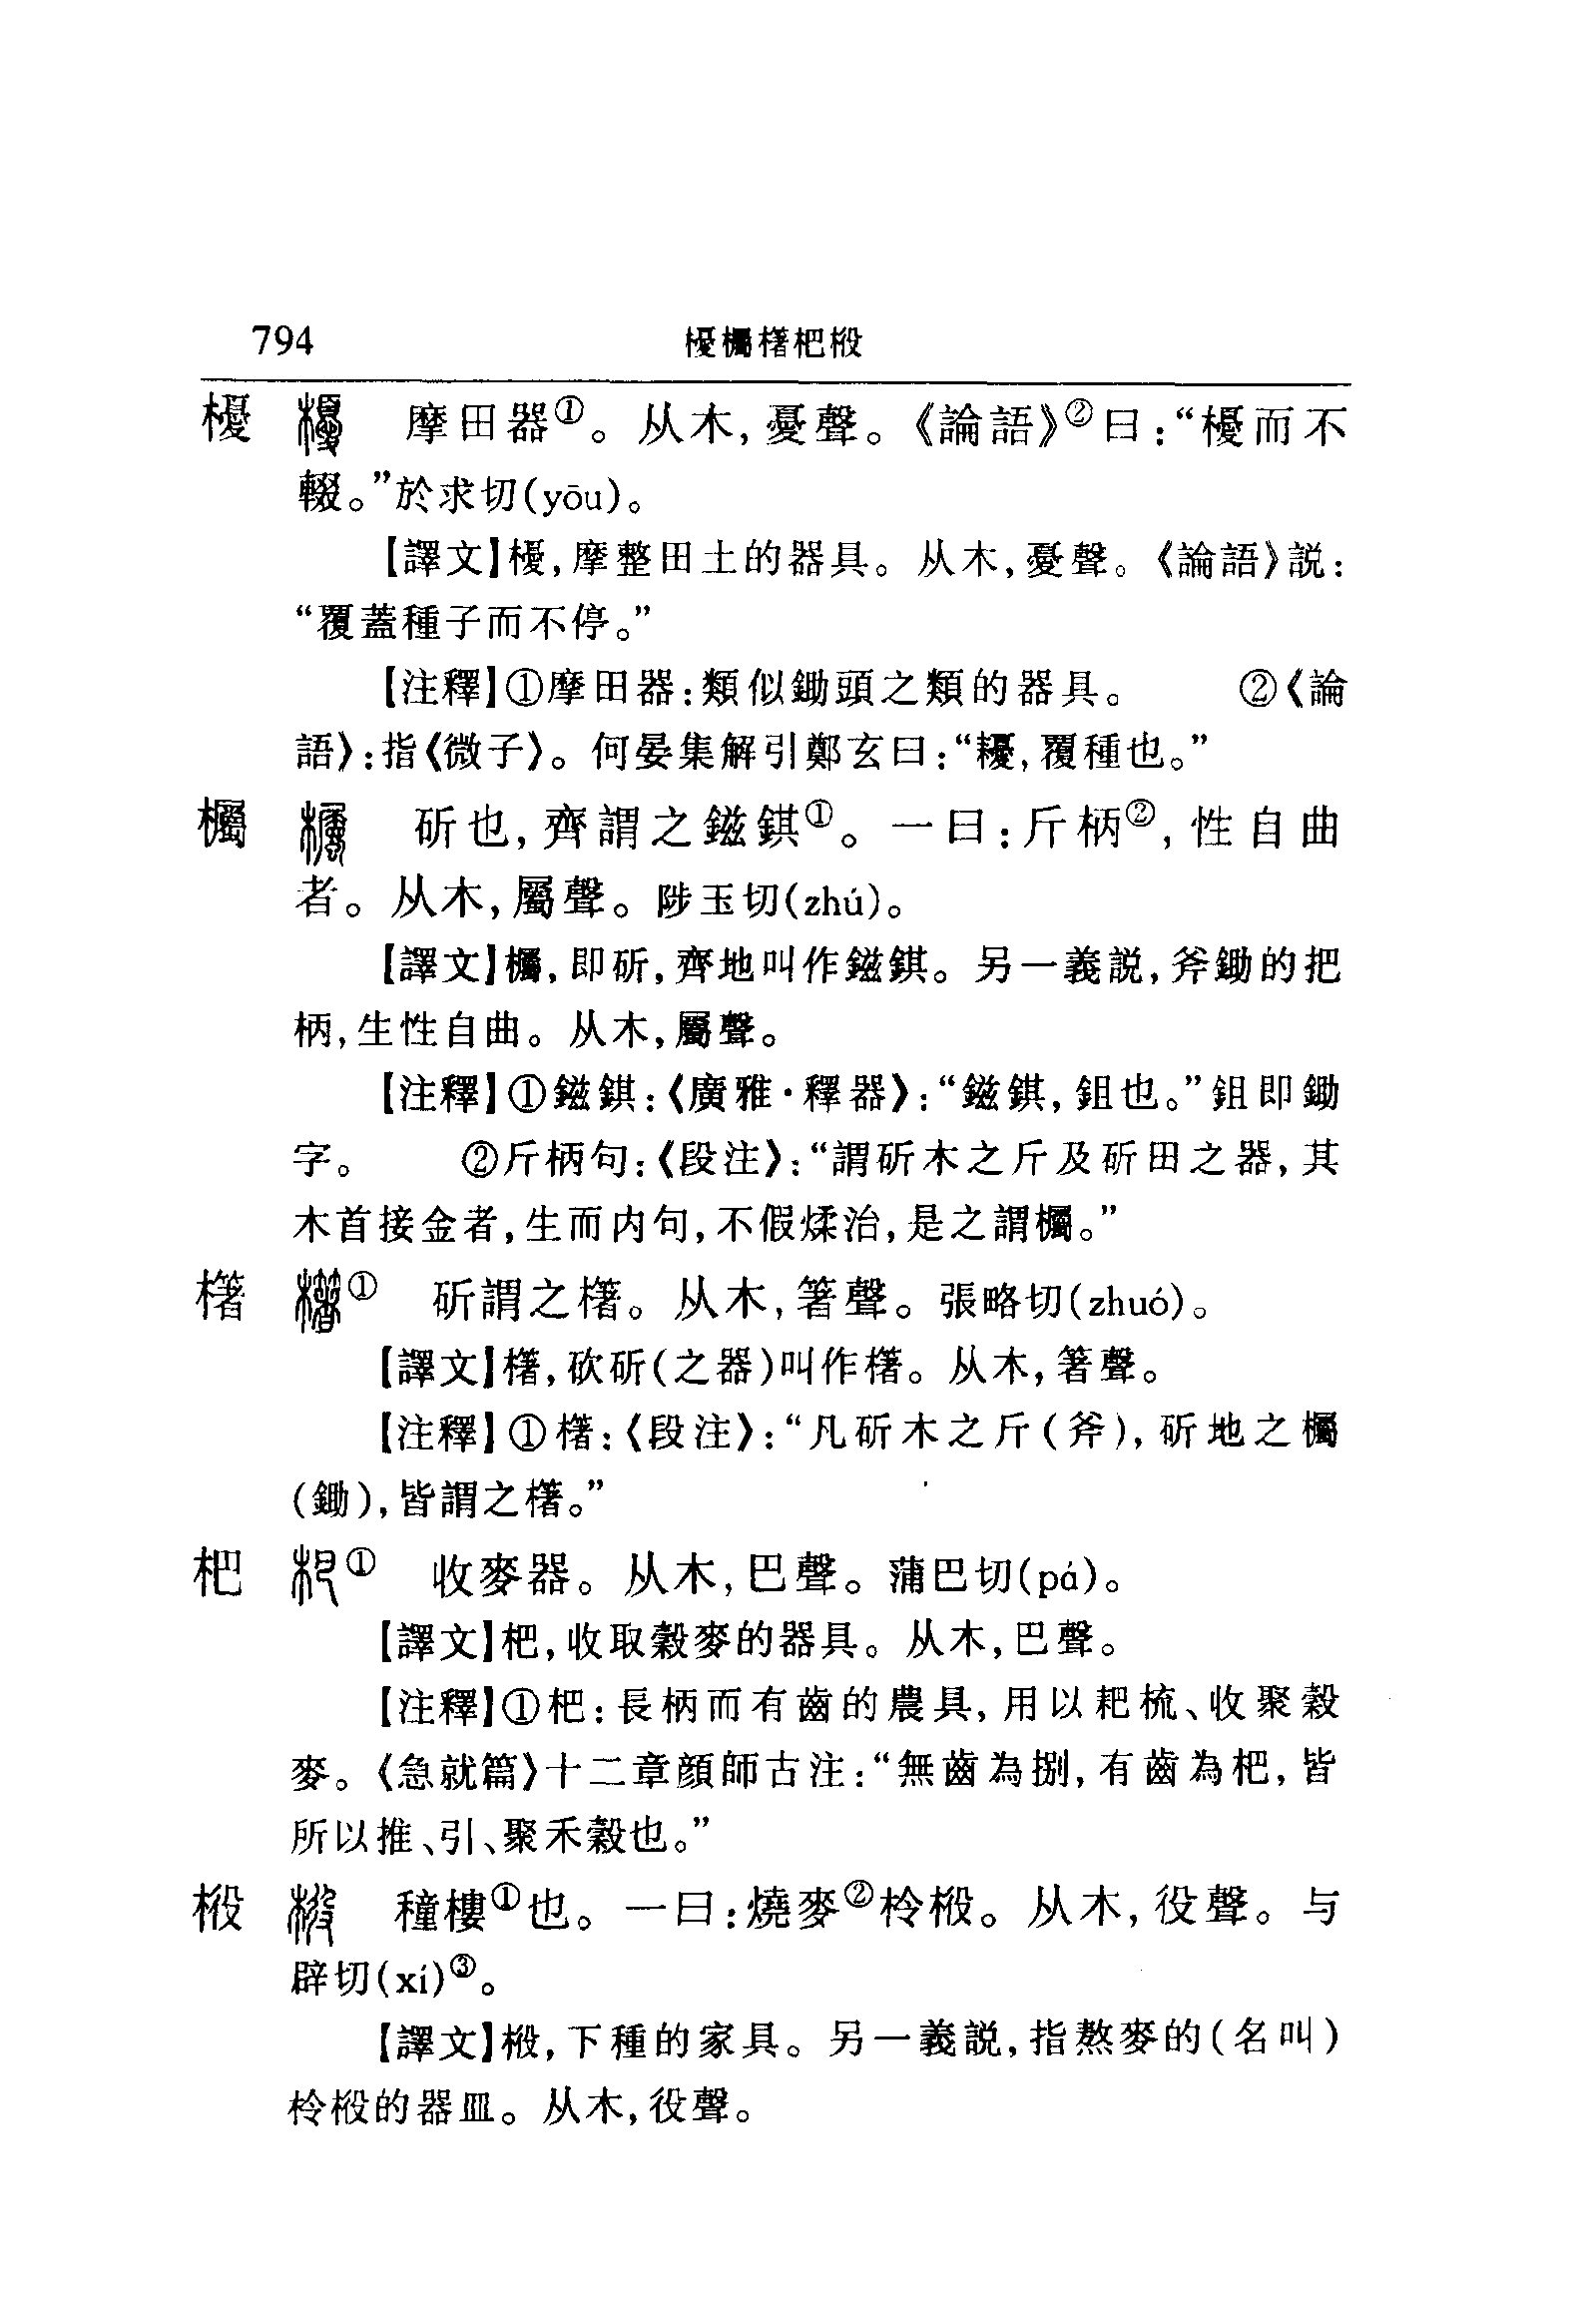 794
櫌欘櫡杷柀
櫌 摩田器①。从木,憂聲。《論語》②曰:“櫌而不
輟。”於求切(yōu)。
【譯文】櫌,摩整田土的器具。从木,憂聲。《論語》説:
“覆蓋種子而不停。”
【注釋】①摩田器:類似鋤頭之類的器具。 ②《論
語》:指《微子》。何晏集解引鄭玄曰:“耰,覆種也。”
欘 斫也,齊謂之鎡錤①。一曰:斤柄②,性自曲
者。从木,屬聲。陟玉切(zhú)。
【譯文】欘,即斫,齊地叫作鎡錤。另一義説,斧鋤的把
柄,生性自曲。从木,屬聲。
【注釋】①鎡錤:《廣雅·釋器》:“鎡錤,鉏也。”鉏即鋤
字。 ②斤柄句:《段注》:“謂斫木之斤及斫田之器,其
木首接金者,生而内句,不假煣治,是之謂欘。”
櫡 ① 斫謂之櫡。从木,箸聲。張略切(zhuó)。
【譯文】櫡,砍斫(之器)叫作櫡。从木,箸聲。
【注釋】①櫡:《段注》:“凡斫木之斤(斧),斫地之欘
(鋤),皆謂之櫡。”
杷 ① 收麥器。从木,巴聲。蒲巴切(pá)。
【譯文】杷,收取穀麥的器具。从木,巴聲。
【注釋】①杷:長柄而有齒的農具,用以耙梳、收聚穀
麥。《急就篇》十二章顔師古注:“無齒為捌,有齒為杷,皆
所以推、引、聚禾穀也。”
𣔷 穜樓①也。一曰:燒麥②柃𣔷。从木,役聲。与
辟切(xí)③。
【譯文】𣔷,下種的家具。另一義説,指熬麥的(名叫)
柃𣔷的器皿。从木,役聲。